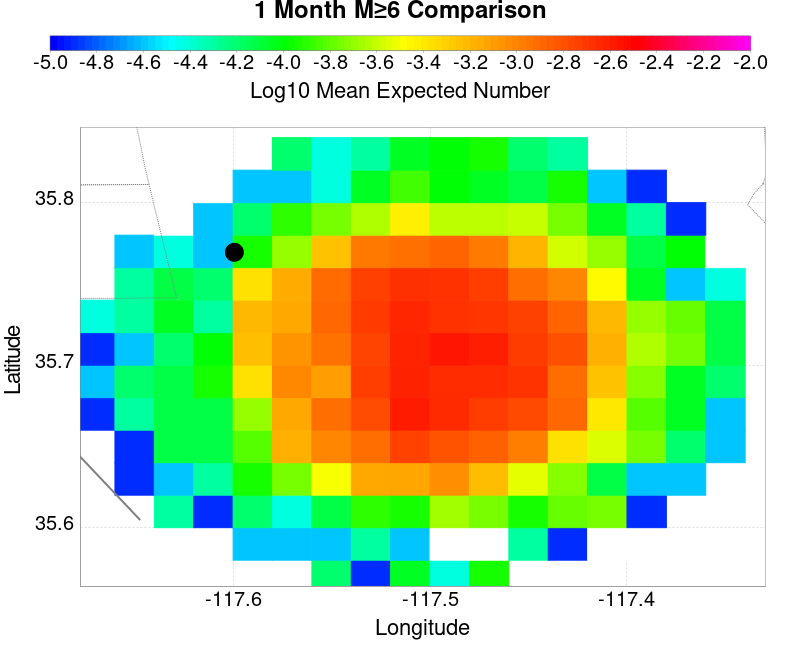 1 Month M≥6 Comparison
-5.0 -4.8 -4.6 -4.4 -4.2 -4.0 -3.8 -3.6 -3.4 -3.2 -3.0 -2.8 -2.6 -2.4 -2.2 -2.0
Log10 Mean Expected Number
35.8
35.7
35.6
Latitude
-117.6 -117.5 -117.4
Longitude